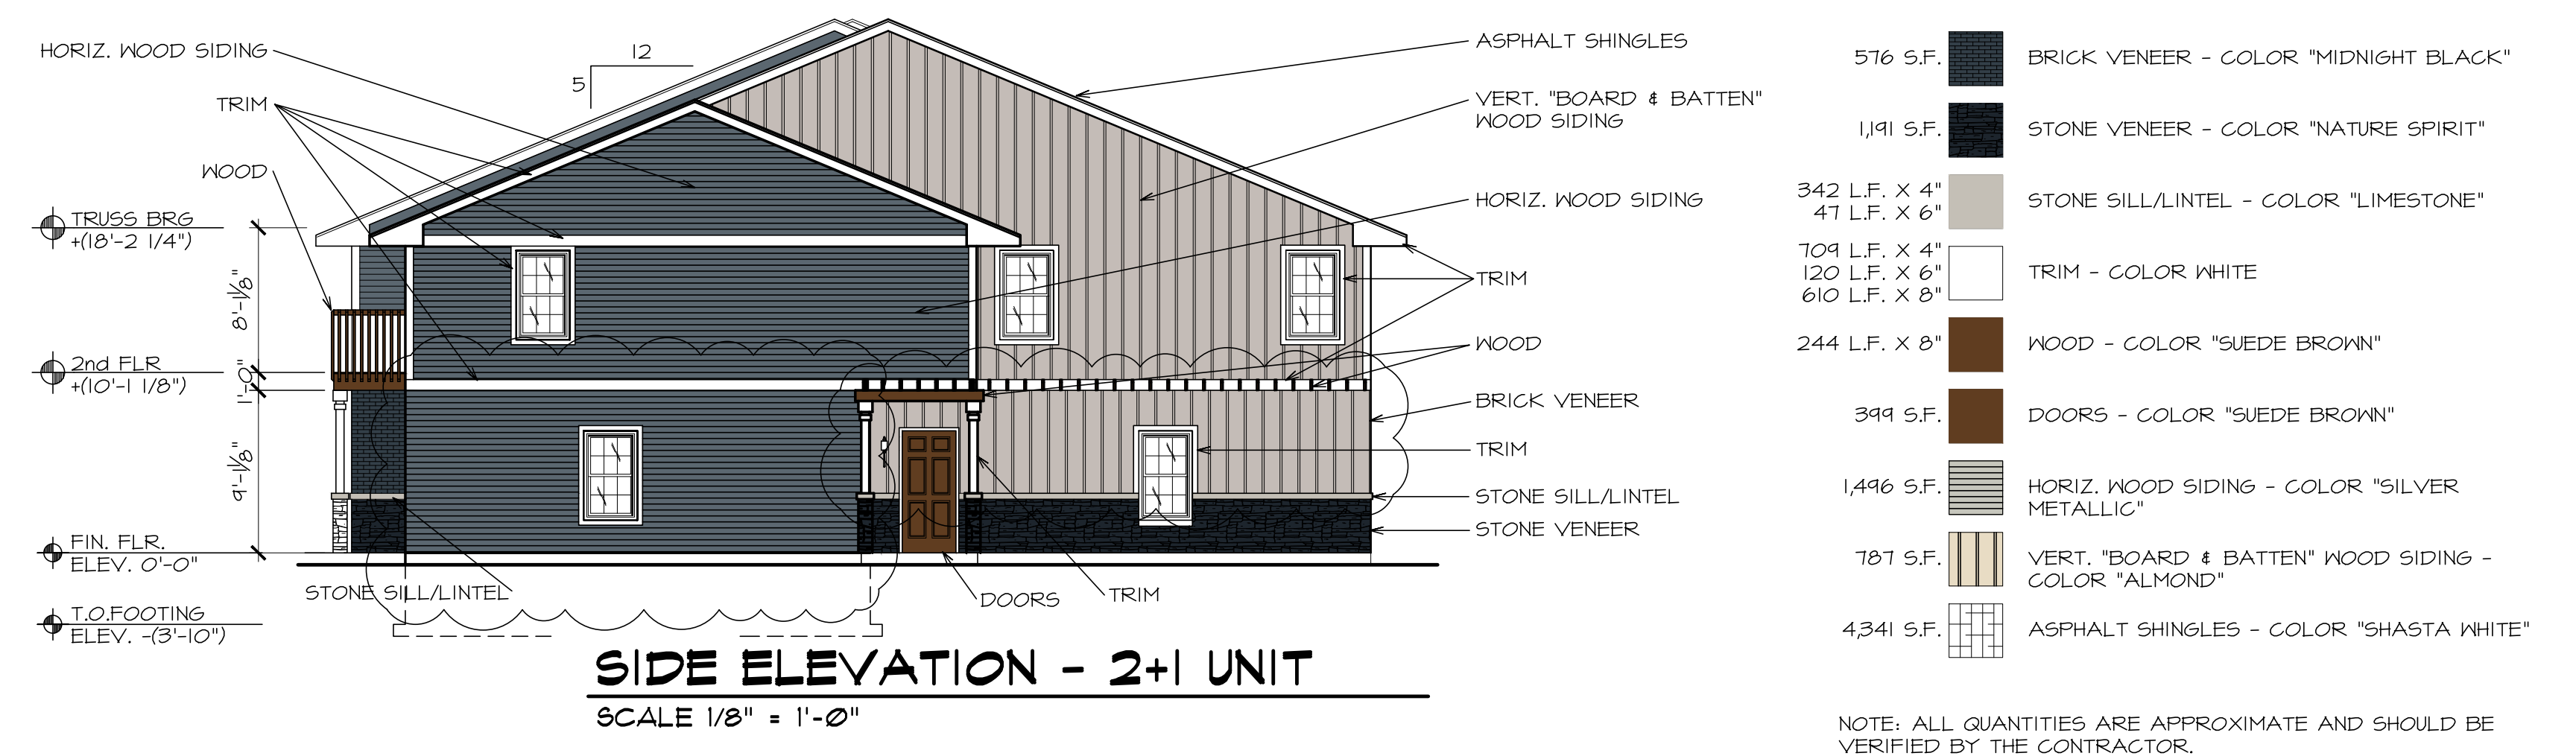 HORIZ. WOOD SIDING
12
5
TRIM
WOOD
TRUSS BRG
+(18'-2 1/4")
8'-1/8"
2nd FLR
+(10'-1 1/8")
1'-0"
9'-1/8"
FIN. FLR.
ELEV. 0'-0"
STONE SILL/LINTEL
T.O.FOOTING
ELEV. -(3'-10")
ASPHALT SHINGLES
VERT. "BOARD & BATTEN"
WOOD SIDING
HORIZ. WOOD SIDING
TRIM
WOOD
BRICK VENEER
TRIM
STONE SILL/LINTEL
STONE VENEER
DOORS
TRIM
SIDE ELEVATION - 2+1 UNIT
SCALE 1/8" = 1'-0"
576 S.F. BRICK VENEER - COLOR "MIDNIGHT BLACK"
1,191 S.F. STONE VENEER - COLOR "NATURE SPIRIT"
342 L.F. X 4"
47 L.F. X 6"
STONE SILL/LINTEL - COLOR "LIMESTONE"
709 L.F. X 4"
120 L.F. X 6"
610 L.F. X 8"
TRIM - COLOR WHITE
244 L.F. X 8" WOOD - COLOR "SUEDE BROWN"
399 S.F. DOORS - COLOR "SUEDE BROWN"
1,496 S.F. HORIZ. WOOD SIDING - COLOR "SILVER
METALLIC"
787 S.F. VERT. "BOARD & BATTEN" WOOD SIDING -
COLOR "ALMOND"
4,341 S.F. ASPHALT SHINGLES - COLOR "SHASTA WHITE"
NOTE: ALL QUANTITIES ARE APPROXIMATE AND SHOULD BE
VERIFIED BY THE CONTRACTOR.